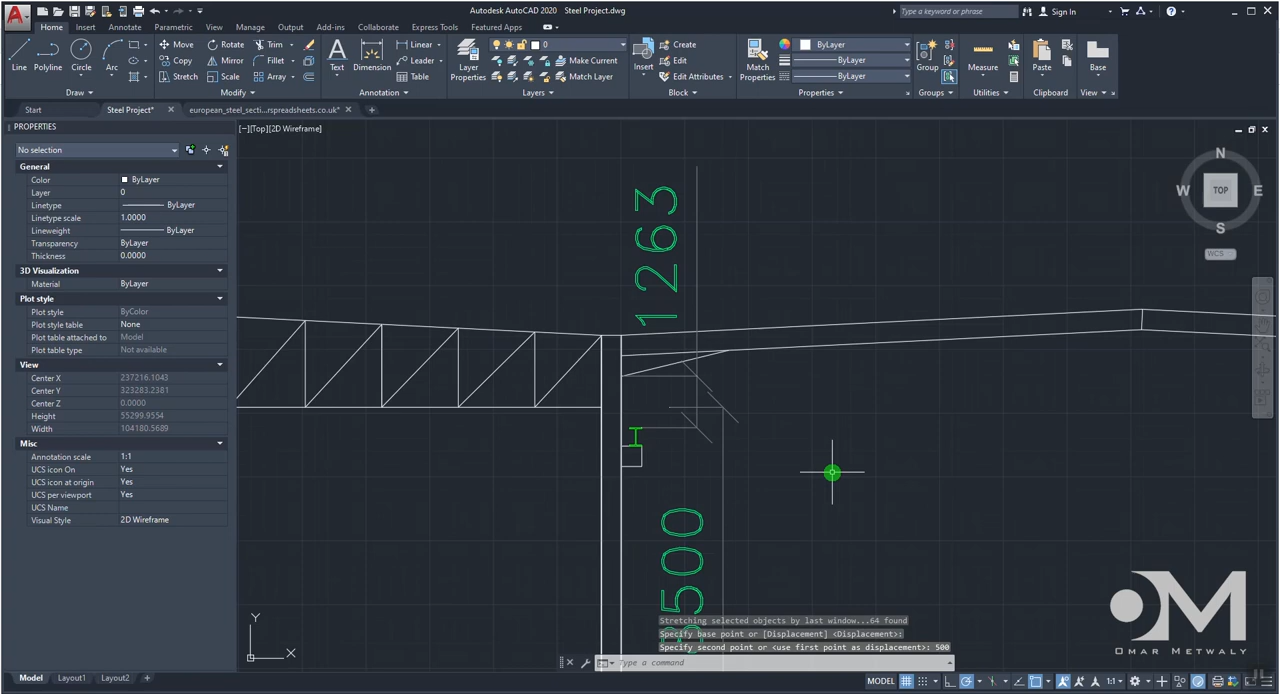 Autodesk AutoCAD 2020 Steel Project.dwg
Type a keyword or phrase
Sign In
Home Insert Annotate Parametric View Manage Output Add-ins Collaborate Express Tools Featured Apps
Line Polyline Circle Arc
Move Rotate Trim
Copy Mirror Fillet
Stretch Scale Array
Text Dimension
Linear
Leader
Table
Layer Properties
0
Make Current
Match Layer
Insert
Create
Edit
Edit Attributes
Match Properties
ByLayer
ByLayer
ByLayer
Group
Measure
Paste
Base
Draw Modify Annotation Layers Block Properties Groups Utilities Clipboard View
Start Steel Project* european_steel_secti...rspreadsheets.co.uk*
PROPERTIES
[−][Top][2D Wireframe]
No selection
General
Color ByLayer
Layer 0
Linetype ByLayer
Linetype scale 1.0000
Lineweight ByLayer
Transparency ByLayer
Thickness 0.0000
3D Visualization
Material ByLayer
Plot style
Plot style ByColor
Plot style table None
Plot table attached to Model
Plot table type Not available
View
Center X 237216.1043
Center Y 323283.2381
Center Z 0.0000
Height 55299.9554
Width 104180.5689
Misc
Annotation scale 1:1
UCS icon On Yes
UCS icon at origin Yes
UCS per viewport Yes
UCS Name
Visual Style 2D Wireframe
N
W TOP E
S
WCS
1263
8500
Y
X
OM
OMAR METWALY
Stretching selected objects by last window...64 found
Specify base point or [Displacement] <Displacement>:
Specify second point or <use first point as displacement>: 500
Type a command
Model Layout1 Layout2 +
MODEL
1:1